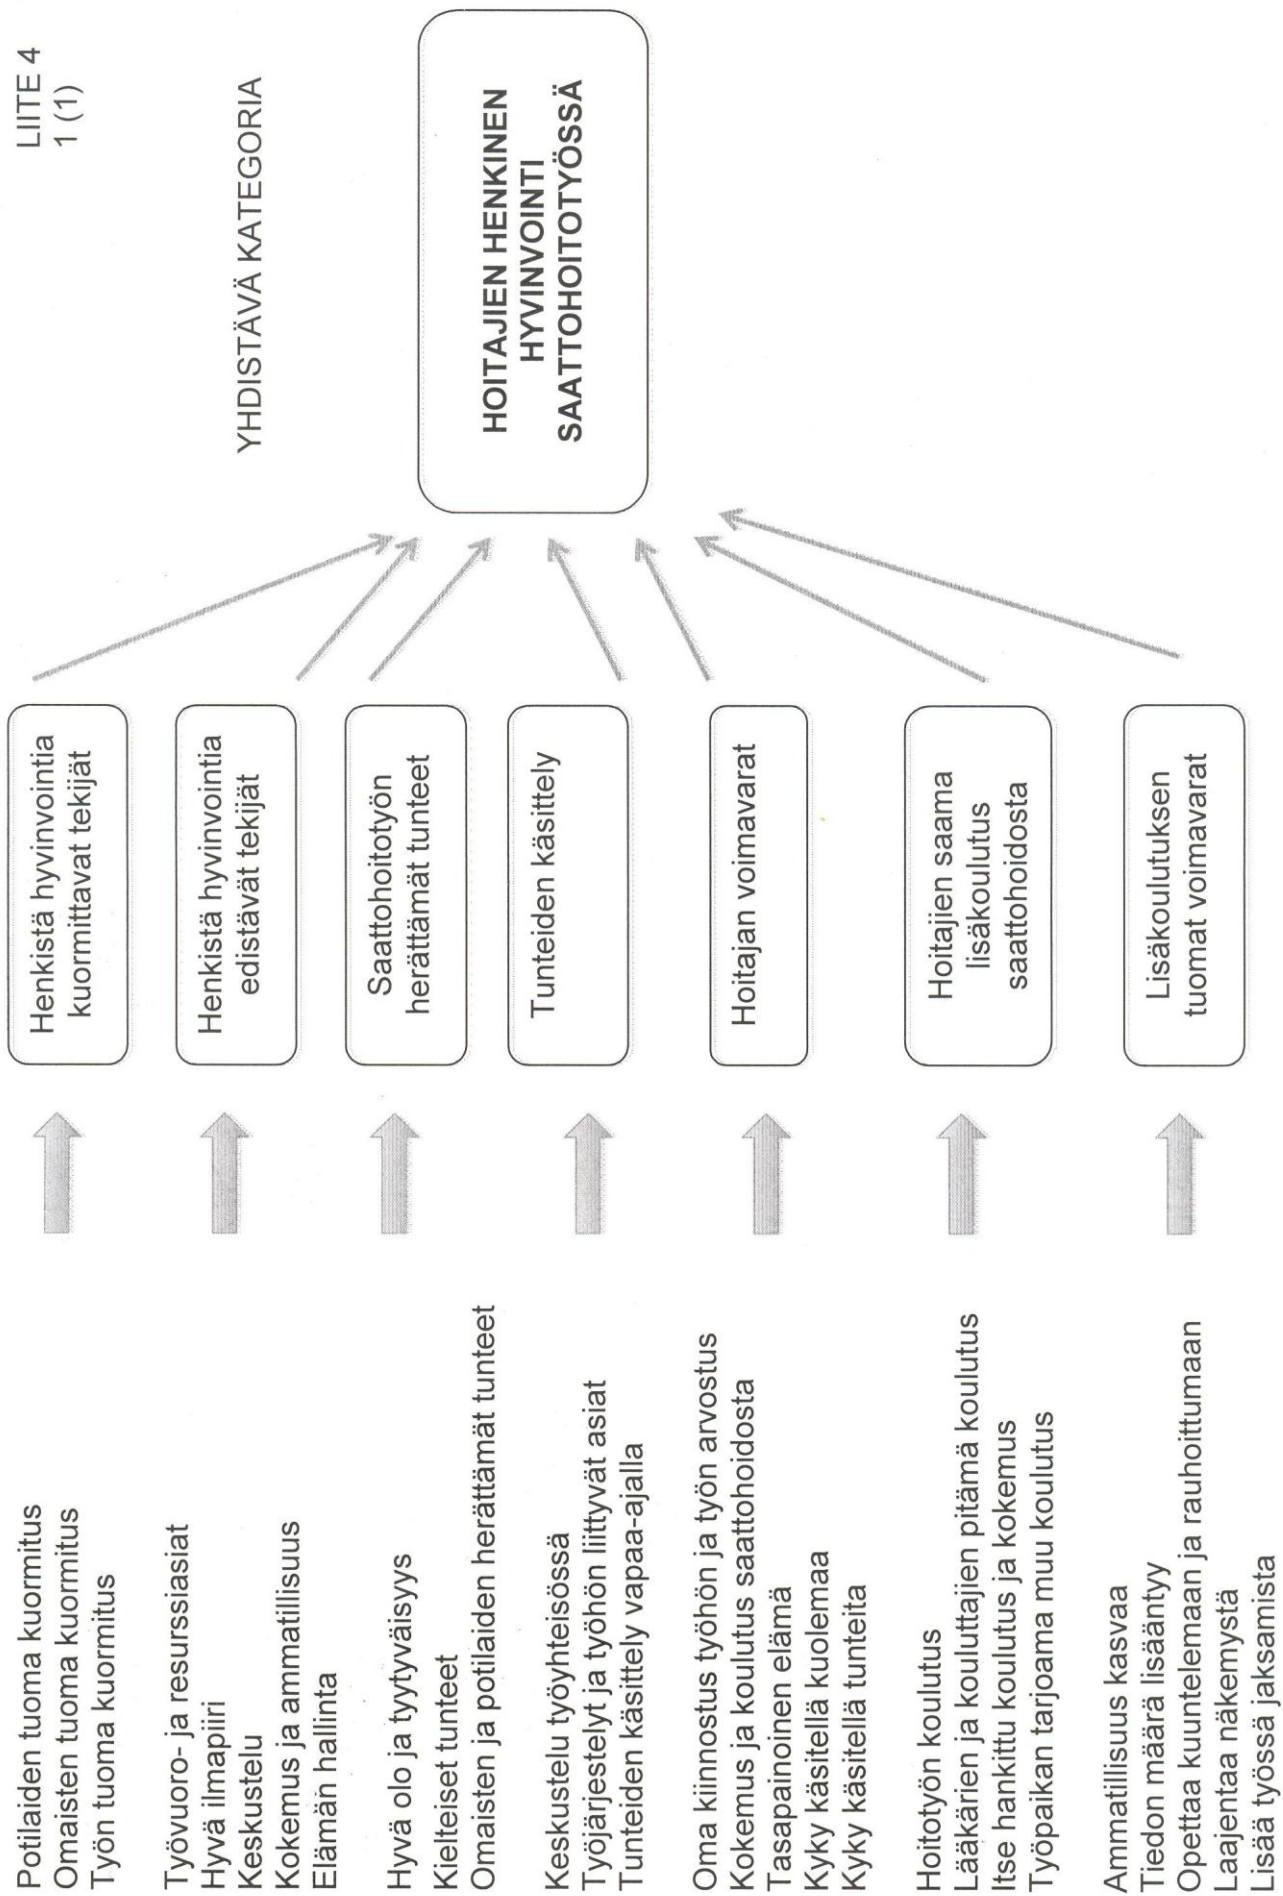 LIITE 4
1 (1)
YHDISTÄVÄ KATEGORIA
Potilaiden tuoma kuormitus
Omaisten tuoma kuormitus
Työn tuoma kuormitus
Henkistä hyvinvointia
kuormittavat tekijät
Työvuoro- ja resurssiasiat
Hyvä ilmapiiri
Keskustelu
Kokemus ja ammatillisuus
Elämän hallinta
Henkistä hyvinvointia
edistävät tekijät
Hyvä olo ja tyytyväisyys
Kielteiset tunteet
Omaisten ja potilaiden herättämät tunteet
Saattohoitotyön
herättämät tunteet
Keskustelu työyhteisössä
Työjärjestelyt ja työhön liittyvät asiat
Tunteiden käsittely vapaa-ajalla
Tunteiden käsittely
Oma kiinnostus työhön ja työn arvostus
Kokemus ja koulutus saattohoidosta
Tasapainoinen elämä
Kyky käsitellä kuolemaa
Kyky käsitellä tunteita
Hoitajan voimavarat
Hoitotyön koulutus
Lääkärien ja kouluttajien pitämä koulutus
Itse hankittu koulutus ja kokemus
Työpaikan tarjoama muu koulutus
Hoitajien saama
lisäkoulutus
saattohoidosta
Ammatillisuus kasvaa
Tiedon määrä lisääntyy
Opettaa kuuntelemaan ja rauhoittumaan
Laajentaa näkemystä
Lisää työssä jaksamista
Lisäkoulutuksen
tuomat voimavarat
HOITAJIEN HENKINEN
HYVINVOINTI
SAATTOHOITOTYÖSSÄ